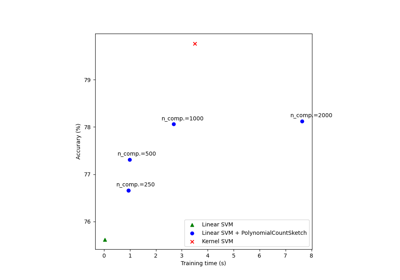 79
78
77
76
Accurary (%)
n_comp.=1000
n_comp.=2000
n_comp.=500
n_comp.=250
Linear SVM
Linear SVM + PolynomialCountSketch
Kernel SVM
0 1 2 3 4 5 6 7 8
Training time (s)